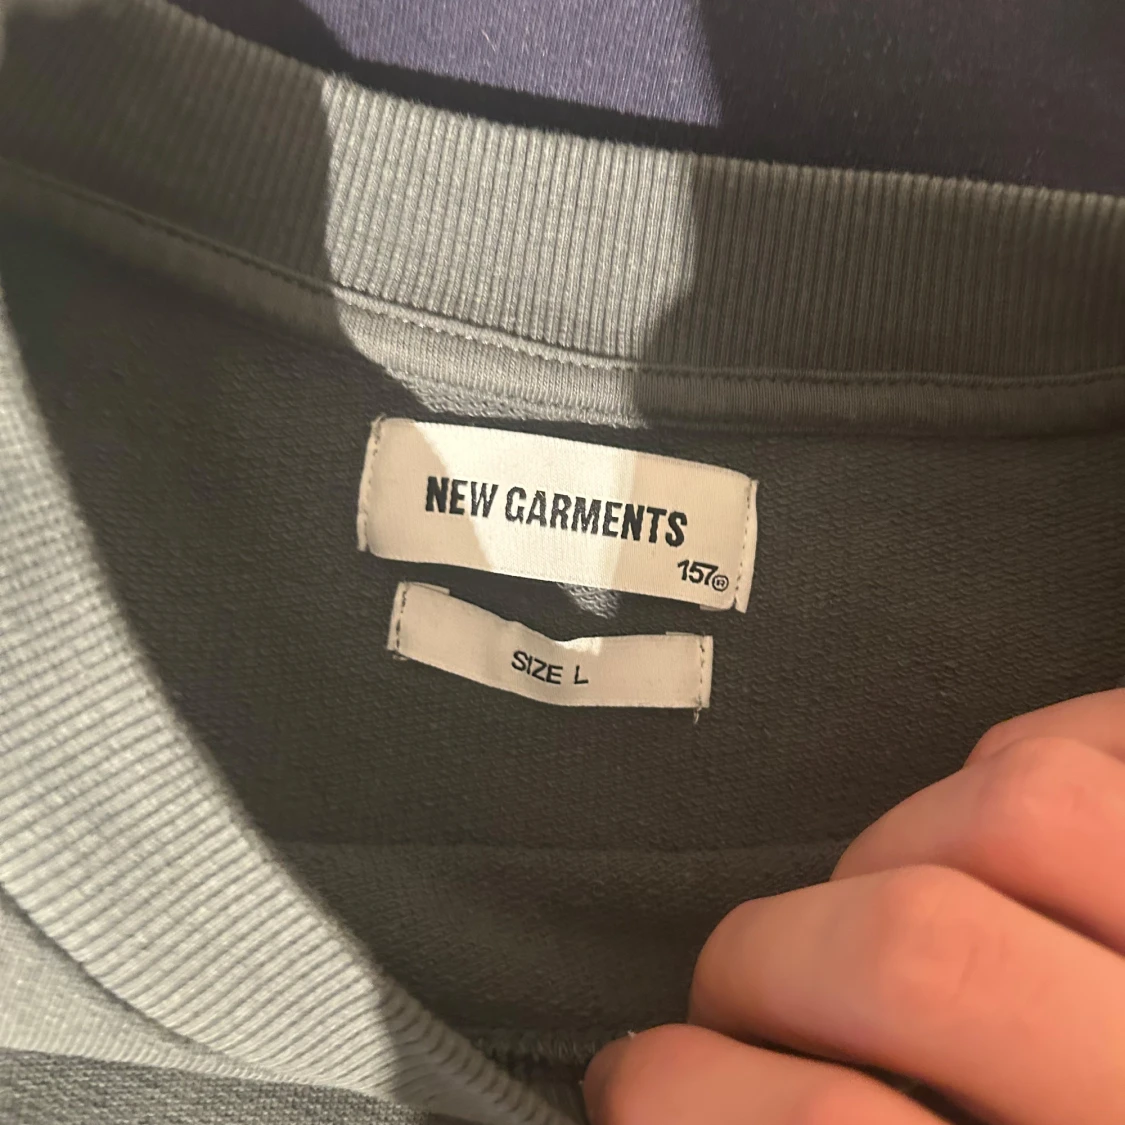 NEW GARMENTS
157®
SIZE L